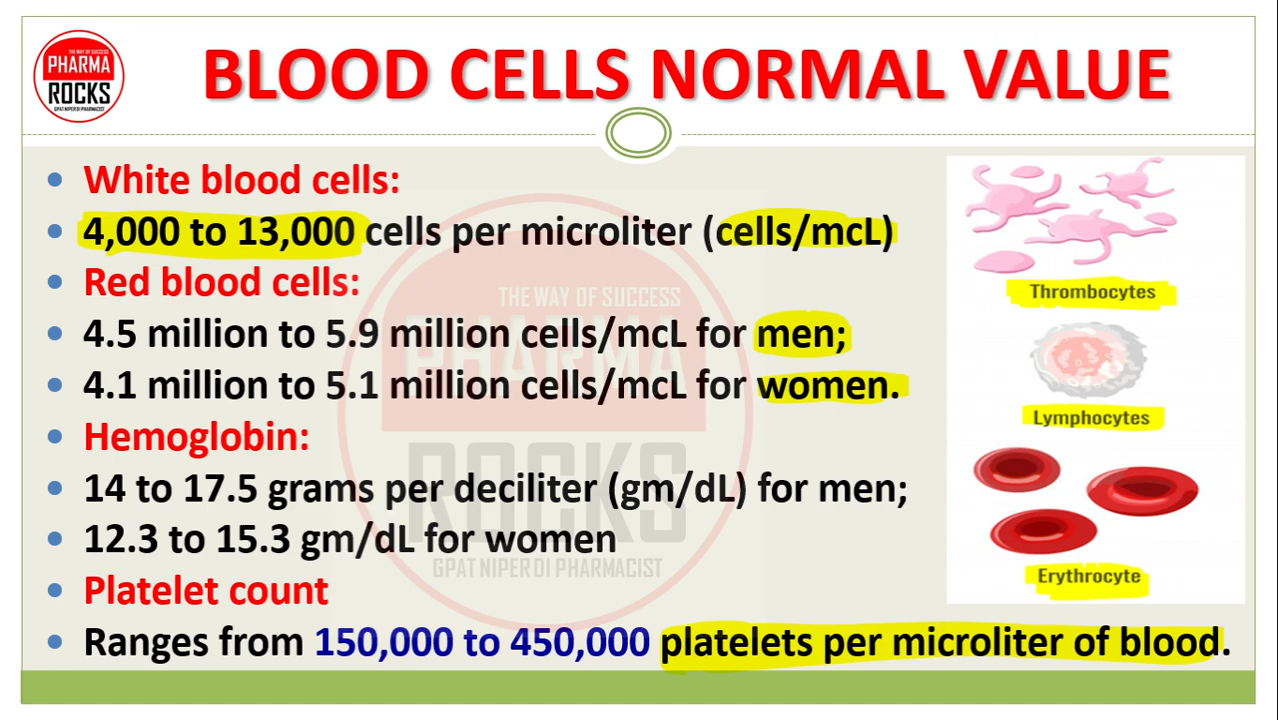 THE WAY OF SUCCESS
PHARMA
ROCKS
GPAT NIPER DI PHARMACIST
BLOOD CELLS NORMAL VALUE
• White blood cells:
• 4,000 to 13,000 cells per microliter (cells/mcL)
• Red blood cells:
• 4.5 million to 5.9 million cells/mcL for men;
• 4.1 million to 5.1 million cells/mcL for women.
• Hemoglobin:
• 14 to 17.5 grams per deciliter (gm/dL) for men;
• 12.3 to 15.3 gm/dL for women
• Platelet count
• Ranges from 150,000 to 450,000 platelets per microliter of blood.
Thrombocytes
Lymphocytes
Erythrocyte
THE WAY OF SUCCESS
PHARMA
ROCKS
GPAT NIPER DI PHARMACIST